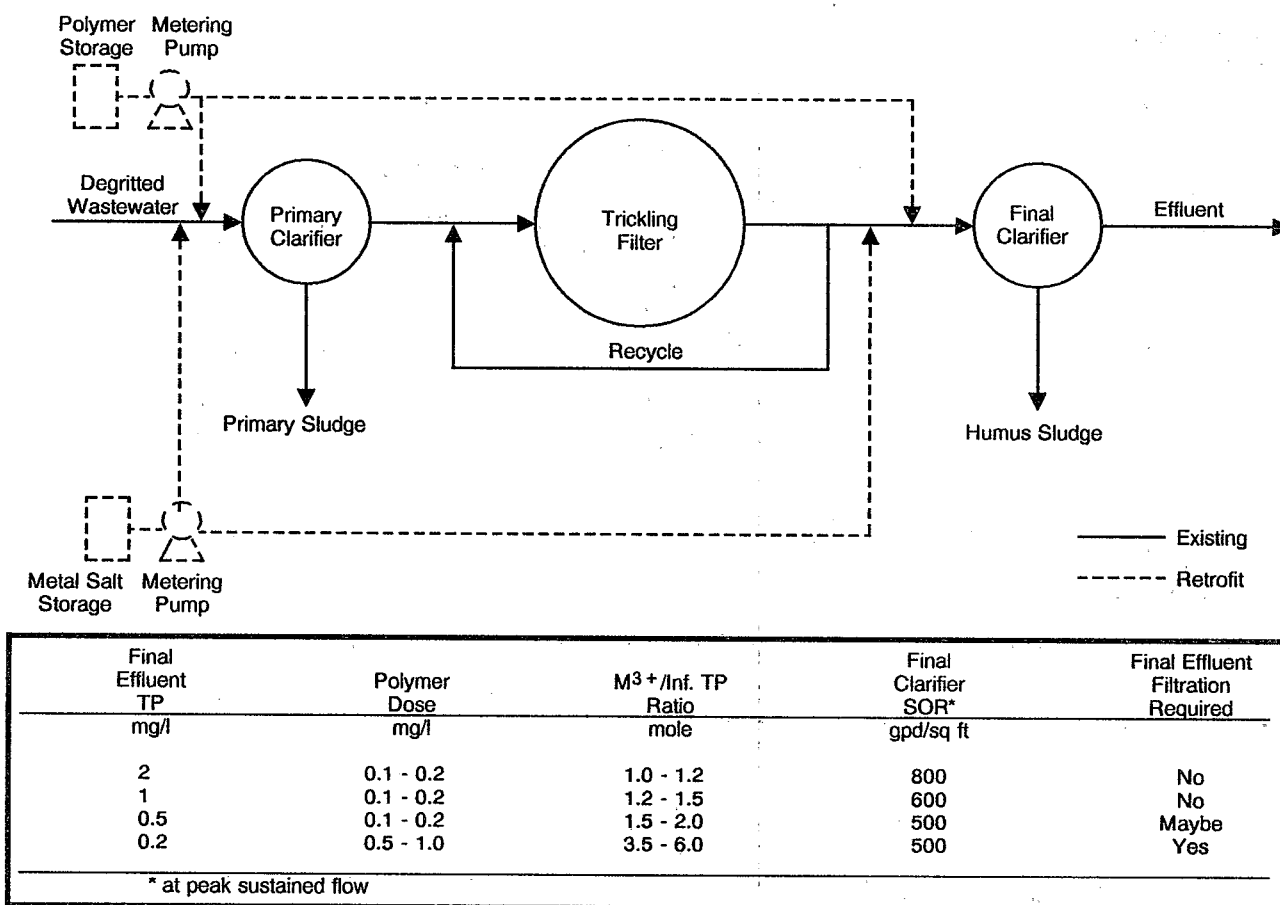 Polymer Metering
Storage Pump
Degritted
Wastewater
Primary
Clarifier
Trickling
Filter
Final
Clarifier
Effluent
Recycle
Primary Sludge
Humus Sludge
Existing
Retrofit
Metal Salt Metering
Storage Pump
Final Effluent TP
Polymer Dose
M3+/Inf. TP Ratio
Final Clarifier SOR*
Final Effluent Filtration Required
mg/l mg/l mole gpd/sq ft
2 0.1 - 0.2 1.0 - 1.2 800 No
1 0.1 - 0.2 1.2 - 1.5 600 No
0.5 0.1 - 0.2 1.5 - 2.0 500 Maybe
0.2 0.5 - 1.0 3.5 - 6.0 500 Yes
* at peak sustained flow